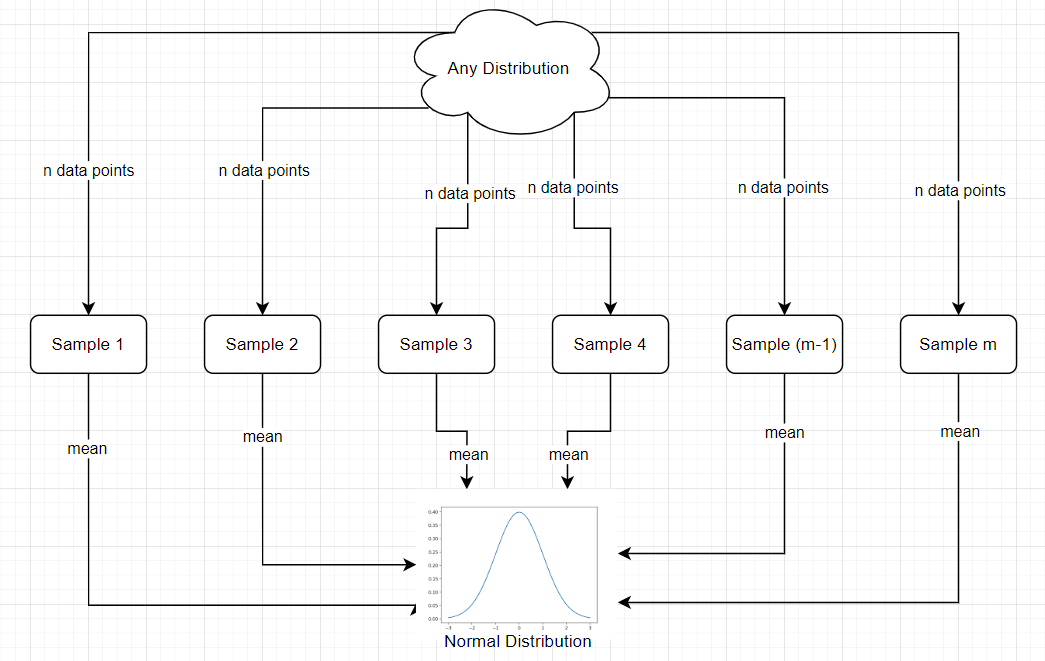 Any Distribution
n data points
n data points
n data points
n data points
n data points
n data points
Sample 1
Sample 2
Sample 3
Sample 4
Sample (m-1)
Sample m
mean
mean
mean
mean
mean
mean
0.40
0.35
0.30
0.25
0.20
0.15
0.10
0.05
0.00
-3 -2 -1 0 1 2 3
Normal Distribution